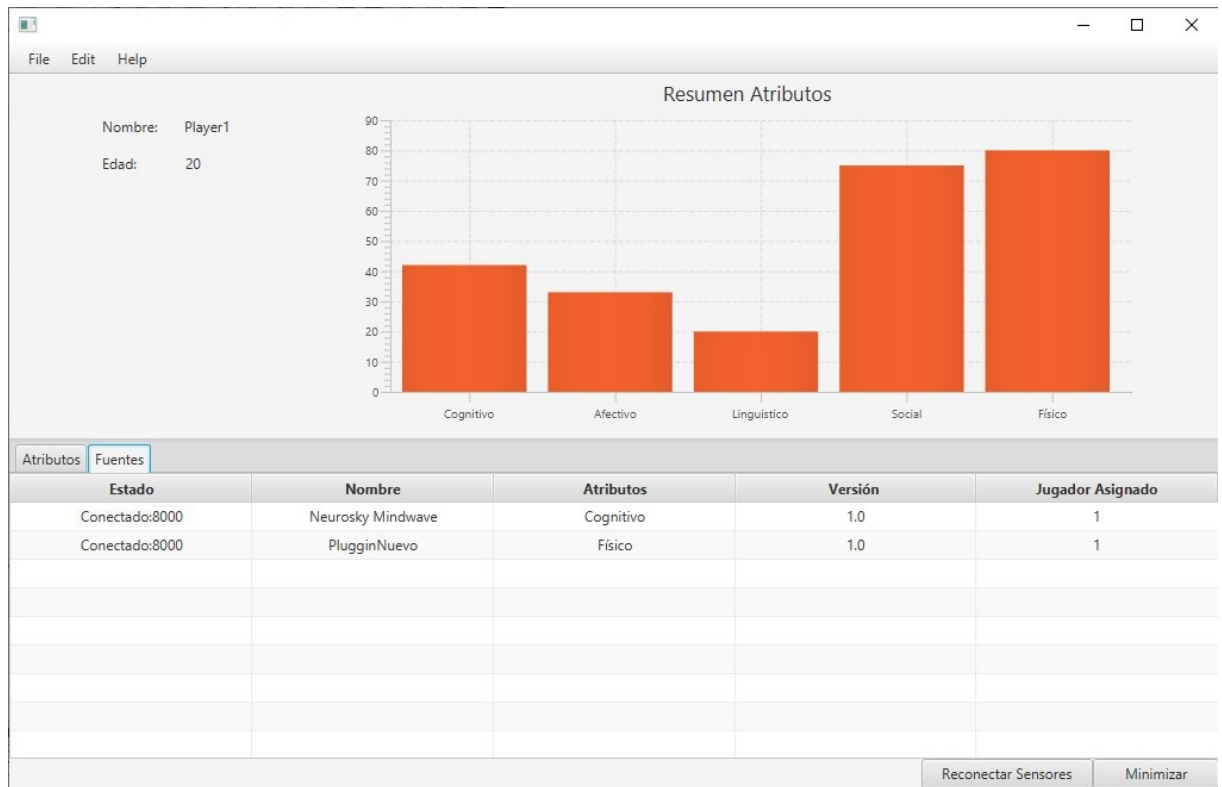 File Edit Help
Resumen Atributos
Nombre: Player1
Edad: 20
90
80
70
60
50
40
30
20
10
0
Cognitivo Afectivo Linguistico Social Físico
Atributos Fuentes
Estado Nombre Atributos Versión Jugador Asignado
Conectado:8000 Neurosky Mindwave Cognitivo 1.0 1
Conectado:8000 PlugginNuevo Físico 1.0 1
Reconectar Sensores Minimizar